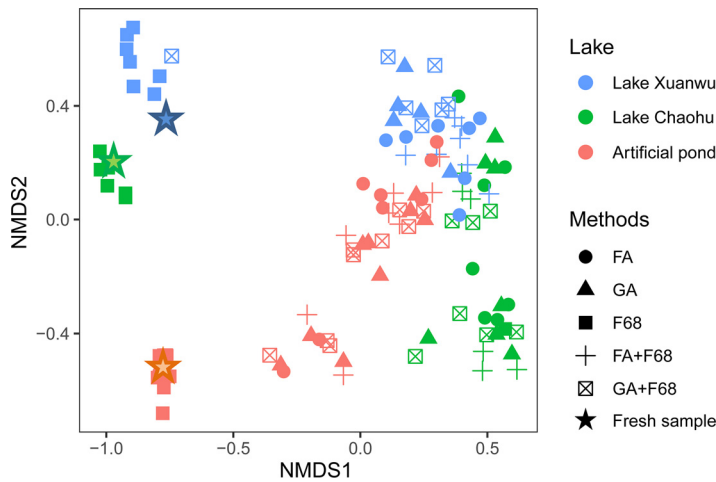 NMDS2
0.4
0.0
−0.4
−1.0
−0.5
0.0
0.5
NMDS1
Lake
Lake Xuanwu
Lake Chaohu
Artificial pond
Methods
FA
GA
F68
FA+F68
GA+F68
Fresh sample